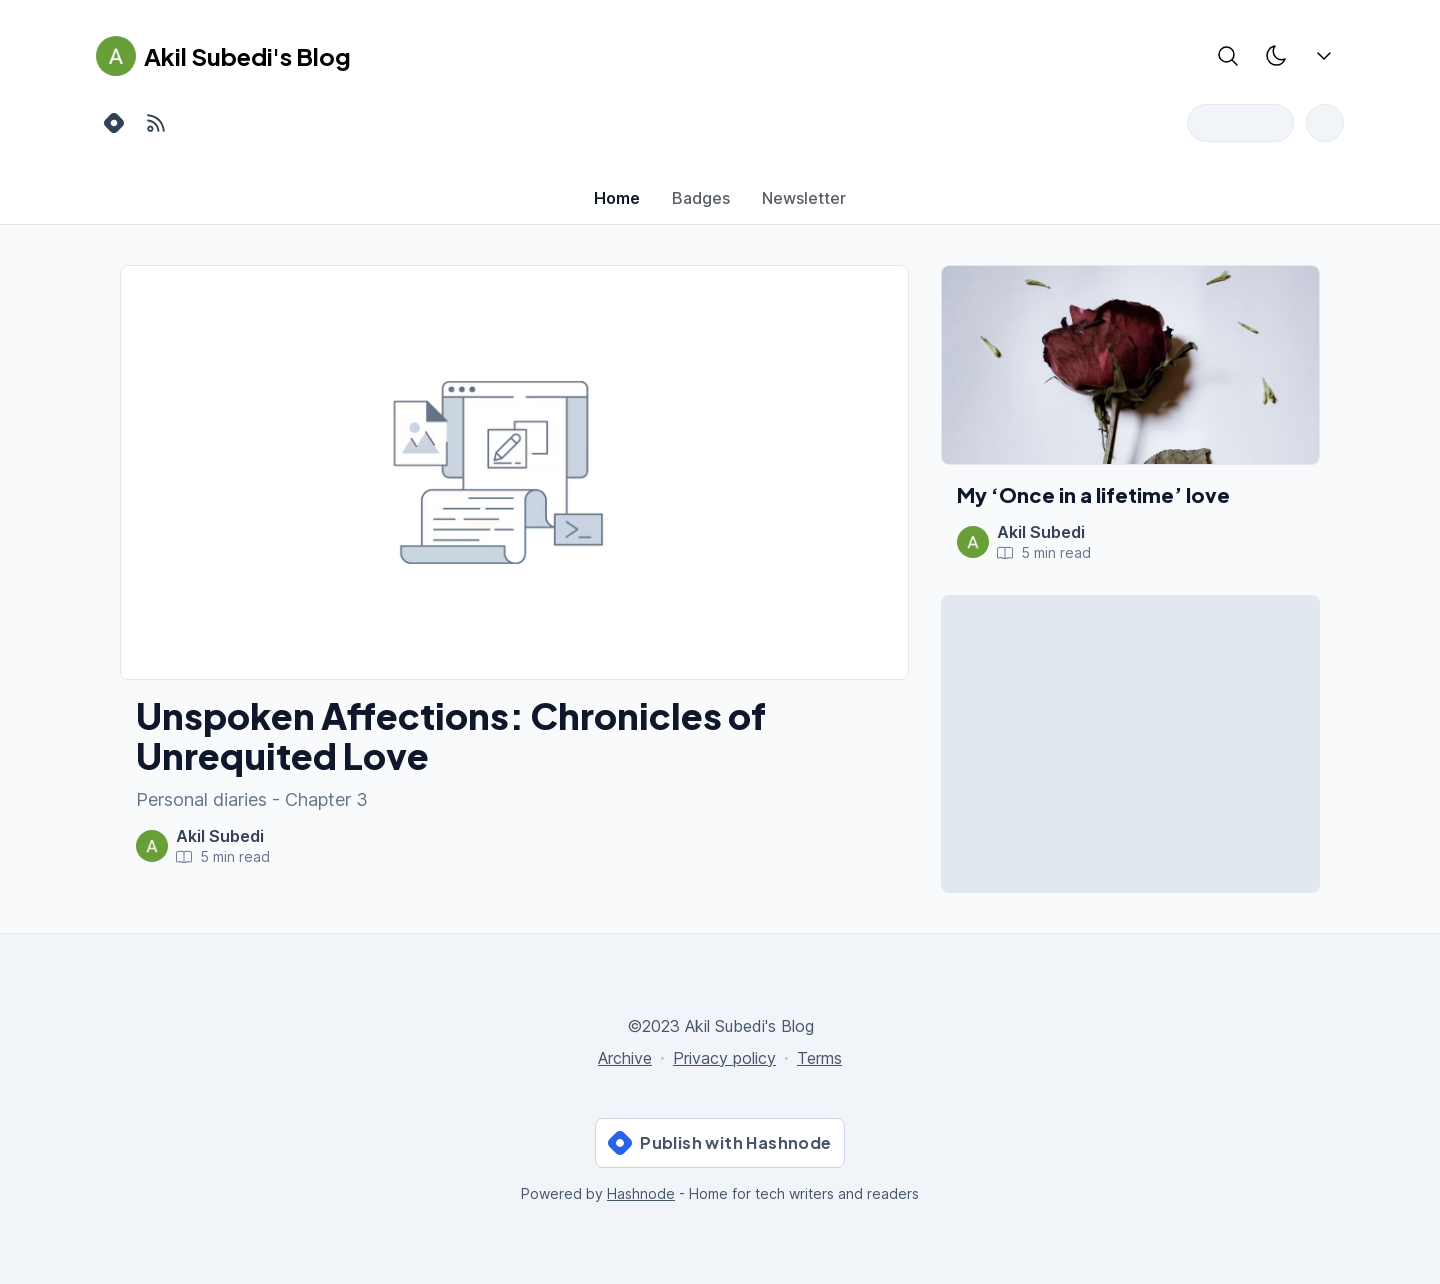 A
Akil Subedi's Blog
Home
Badges
Newsletter
Unspoken Affections: Chronicles of
Unrequited Love
Personal diaries - Chapter 3
A
Akil Subedi
5 min read
My ‘Once in a lifetime’ love
A
Akil Subedi
5 min read
©2023 Akil Subedi's Blog
Archive · Privacy policy · Terms
Publish with Hashnode
Powered by Hashnode - Home for tech writers and readers